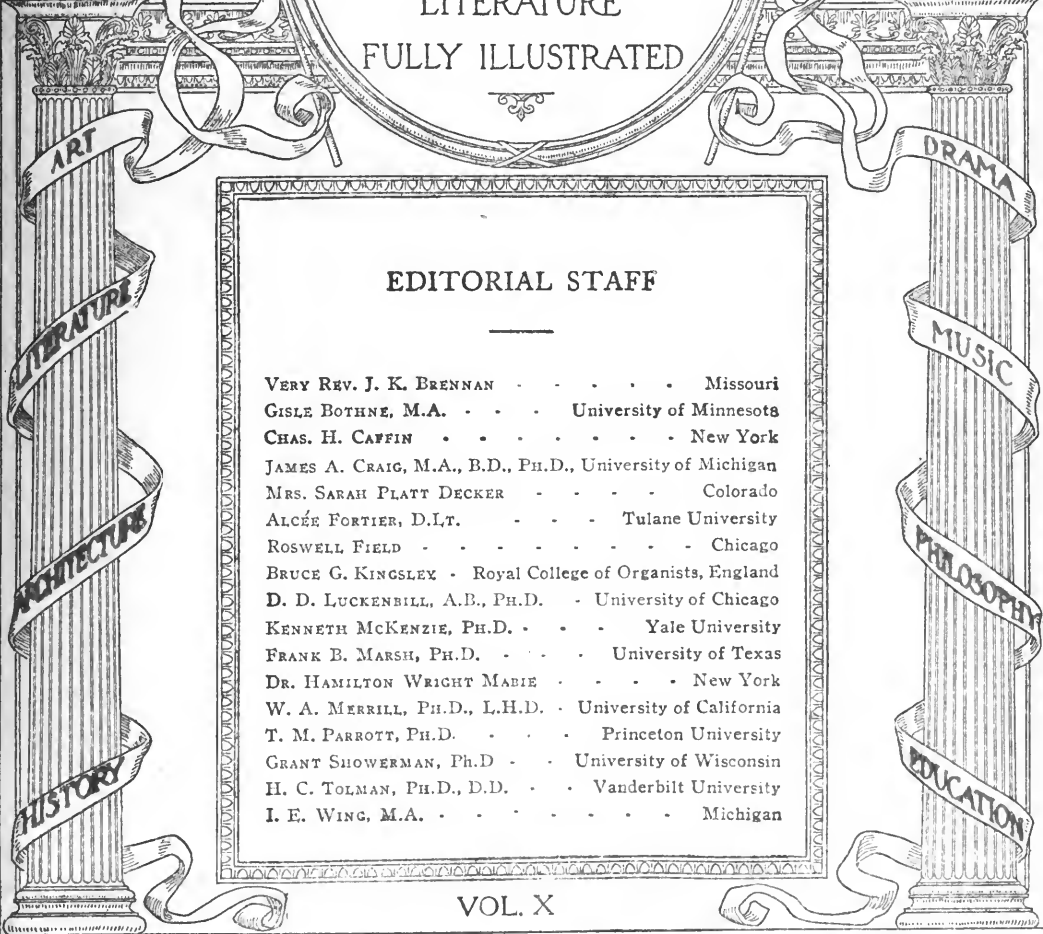 LITERATURE
FULLY ILLUSTRATED
ART
DRAMA
LITERATURE
MUSIC
ARCHITECTURE
PHILOSOPHY
HISTORY
EDUCATION
EDITORIAL STAFF
VERY REV. J. K. BRENNAN - - - - - Missouri
GISLE BOTHNE, M.A. - - - University of Minnesota
CHAS. H. CAFFIN - - - - - - - New York
JAMES A. CRAIG, M.A., B.D., PH.D., University of Michigan
MRS. SARAH PLATT DECKER - - - - Colorado
ALCÉE FORTIER, D.LT. - - - Tulane University
ROSWELL FIELD - - - - - - - - Chicago
BRUCE G. KINGSLEY - Royal College of Organists, England
D. D. LUCKENBILL, A.B., PH.D. - University of Chicago
KENNETH MCKENZIE, PH.D. - - - Yale University
FRANK B. MARSH, PH.D. - - - University of Texas
DR. HAMILTON WRIGHT MABIE - - - - New York
W. A. MERRILL, PH.D., L.H.D. - University of California
T. M. PARROTT, PH.D. - - - Princeton University
GRANT SHOWERMAN, Ph.D - - University of Wisconsin
H. C. TOLMAN, PH.D., D.D. - - Vanderbilt University
I. E. WING, M.A. - - - - - - - Michigan
VOL. X